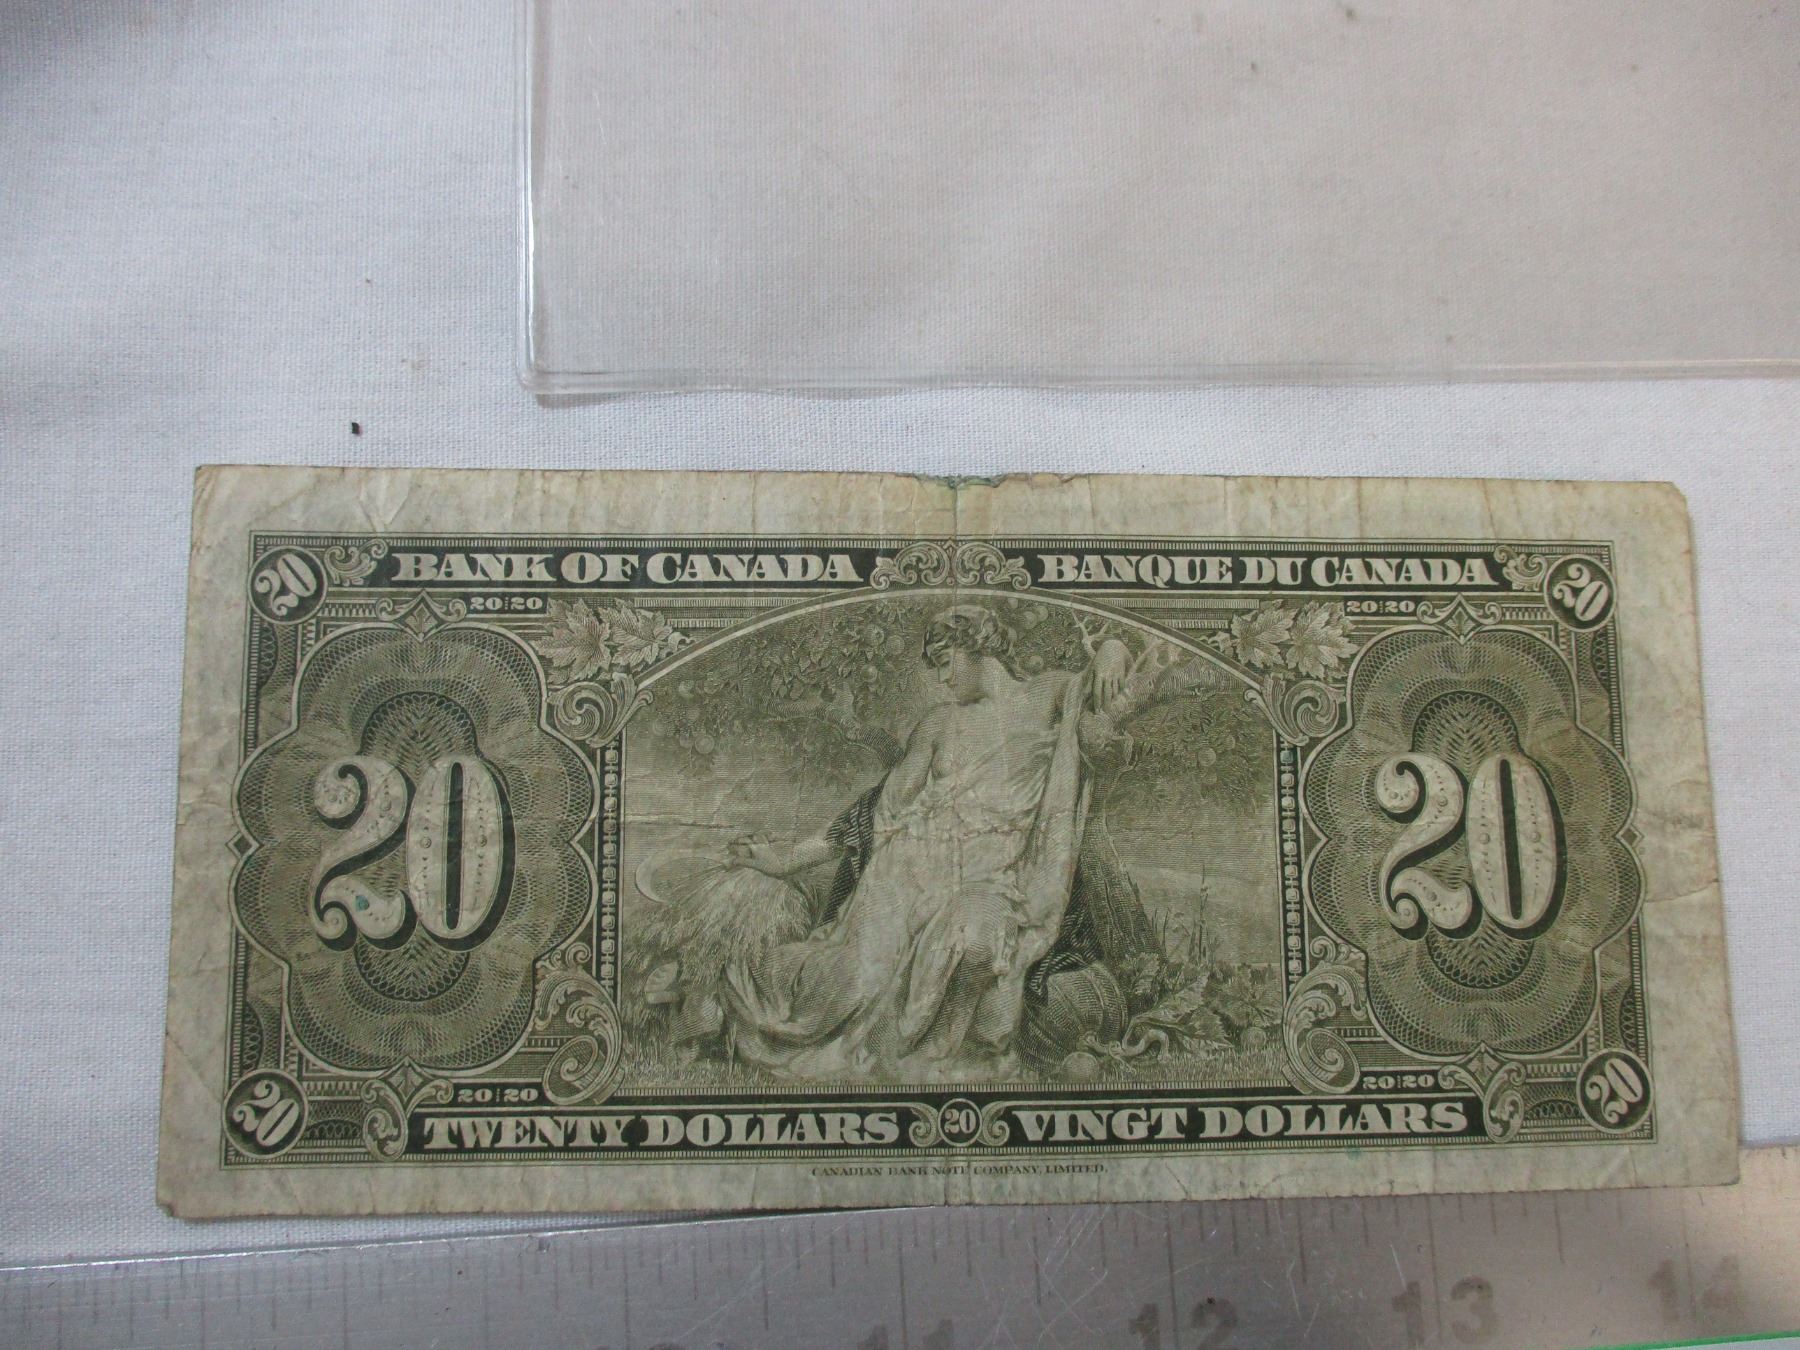 20 BANK OF CANADA BANQUE DU CANADA 20
20 20 20 20
20 20
20 20 20 20
20 TWENTY DOLLARS 20 VINGT DOLLARS 20
CANADIAN BANK NOTE COMPANY, LIMITED.
11 12 13 14